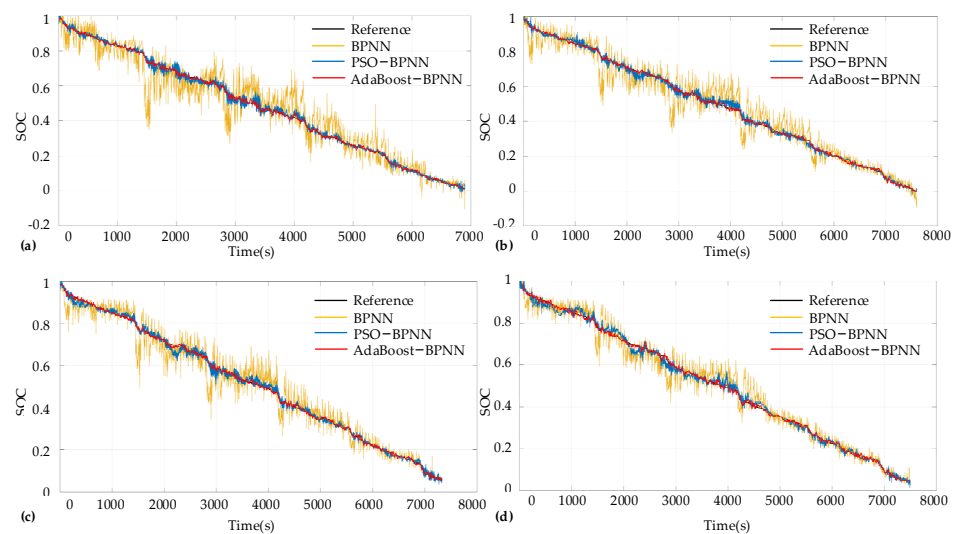 1
0.8
0.6
0.4
0.2
0
-0.2
SOC
Reference
BPNN
PSO−BPNN
AdaBoost−BPNN
0 1000 2000 3000 4000 5000 6000 7000
Time(s)
(a)
1
0.8
0.6
0.4
0.2
0
-0.2
SOC
Reference
BPNN
PSO−BPNN
AdaBoost−BPNN
0 1000 2000 3000 4000 5000 6000 7000 8000
Time(s)
(b)
1
0.8
0.6
0.4
0.2
0
SOC
Reference
BPNN
PSO−BPNN
AdaBoost−BPNN
0 1000 2000 3000 4000 5000 6000 7000 8000
Time(s)
(c)
1
0.8
0.6
0.4
0.2
0
SOC
Reference
BPNN
PSO−BPNN
AdaBoost−BPNN
0 1000 2000 3000 4000 5000 6000 7000 8000
Time(s)
(d)